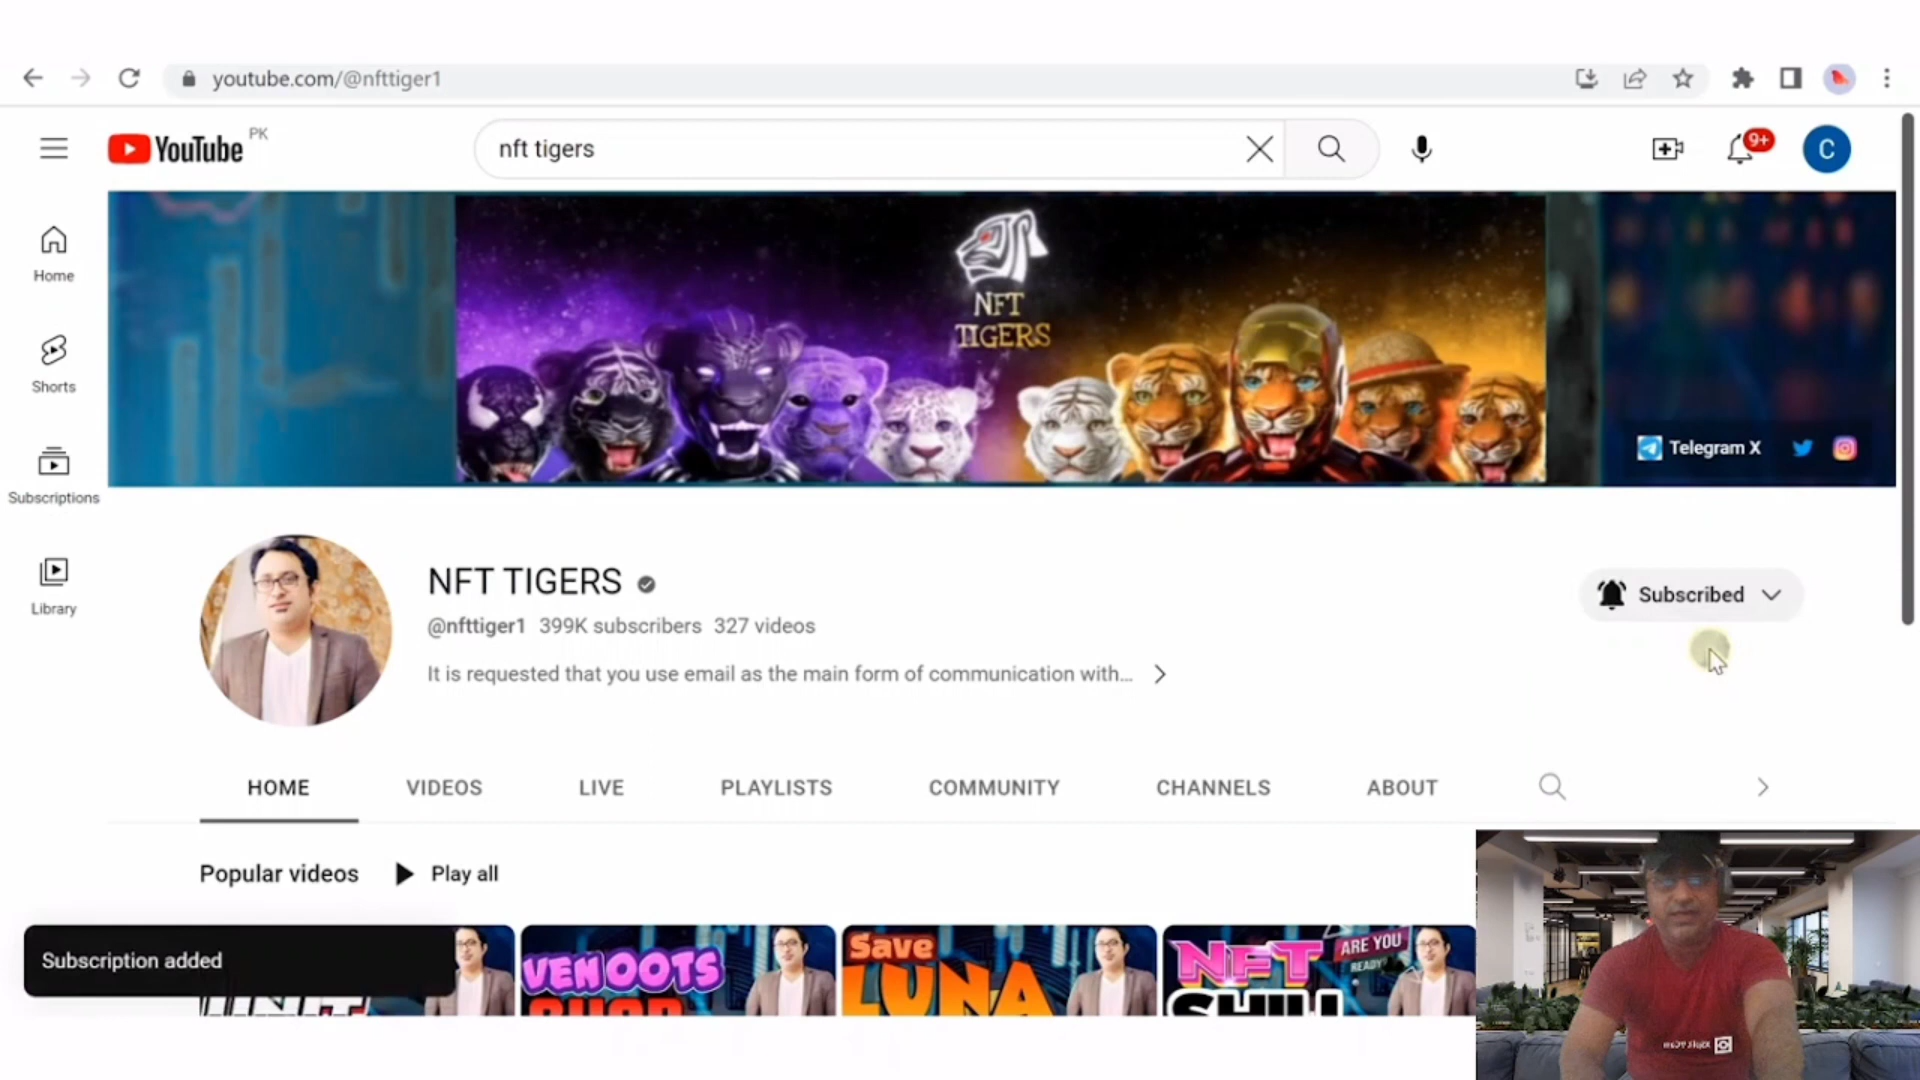 youtube.com/@nfttiger1
YouTube PK
nft tigers
9+
C
Home
Shorts
Subscriptions
Library
NFT
TIGERS
Telegram X
NFT TIGERS
@nfttiger1 399K subscribers 327 videos
It is requested that you use email as the main form of communication with...
Subscribed
HOME VIDEOS LIVE PLAYLISTS COMMUNITY CHANNELS ABOUT
Popular videos Play all
Subscription added
VENOOTS
Save
LUNA
NFT
ARE YOU
READY?